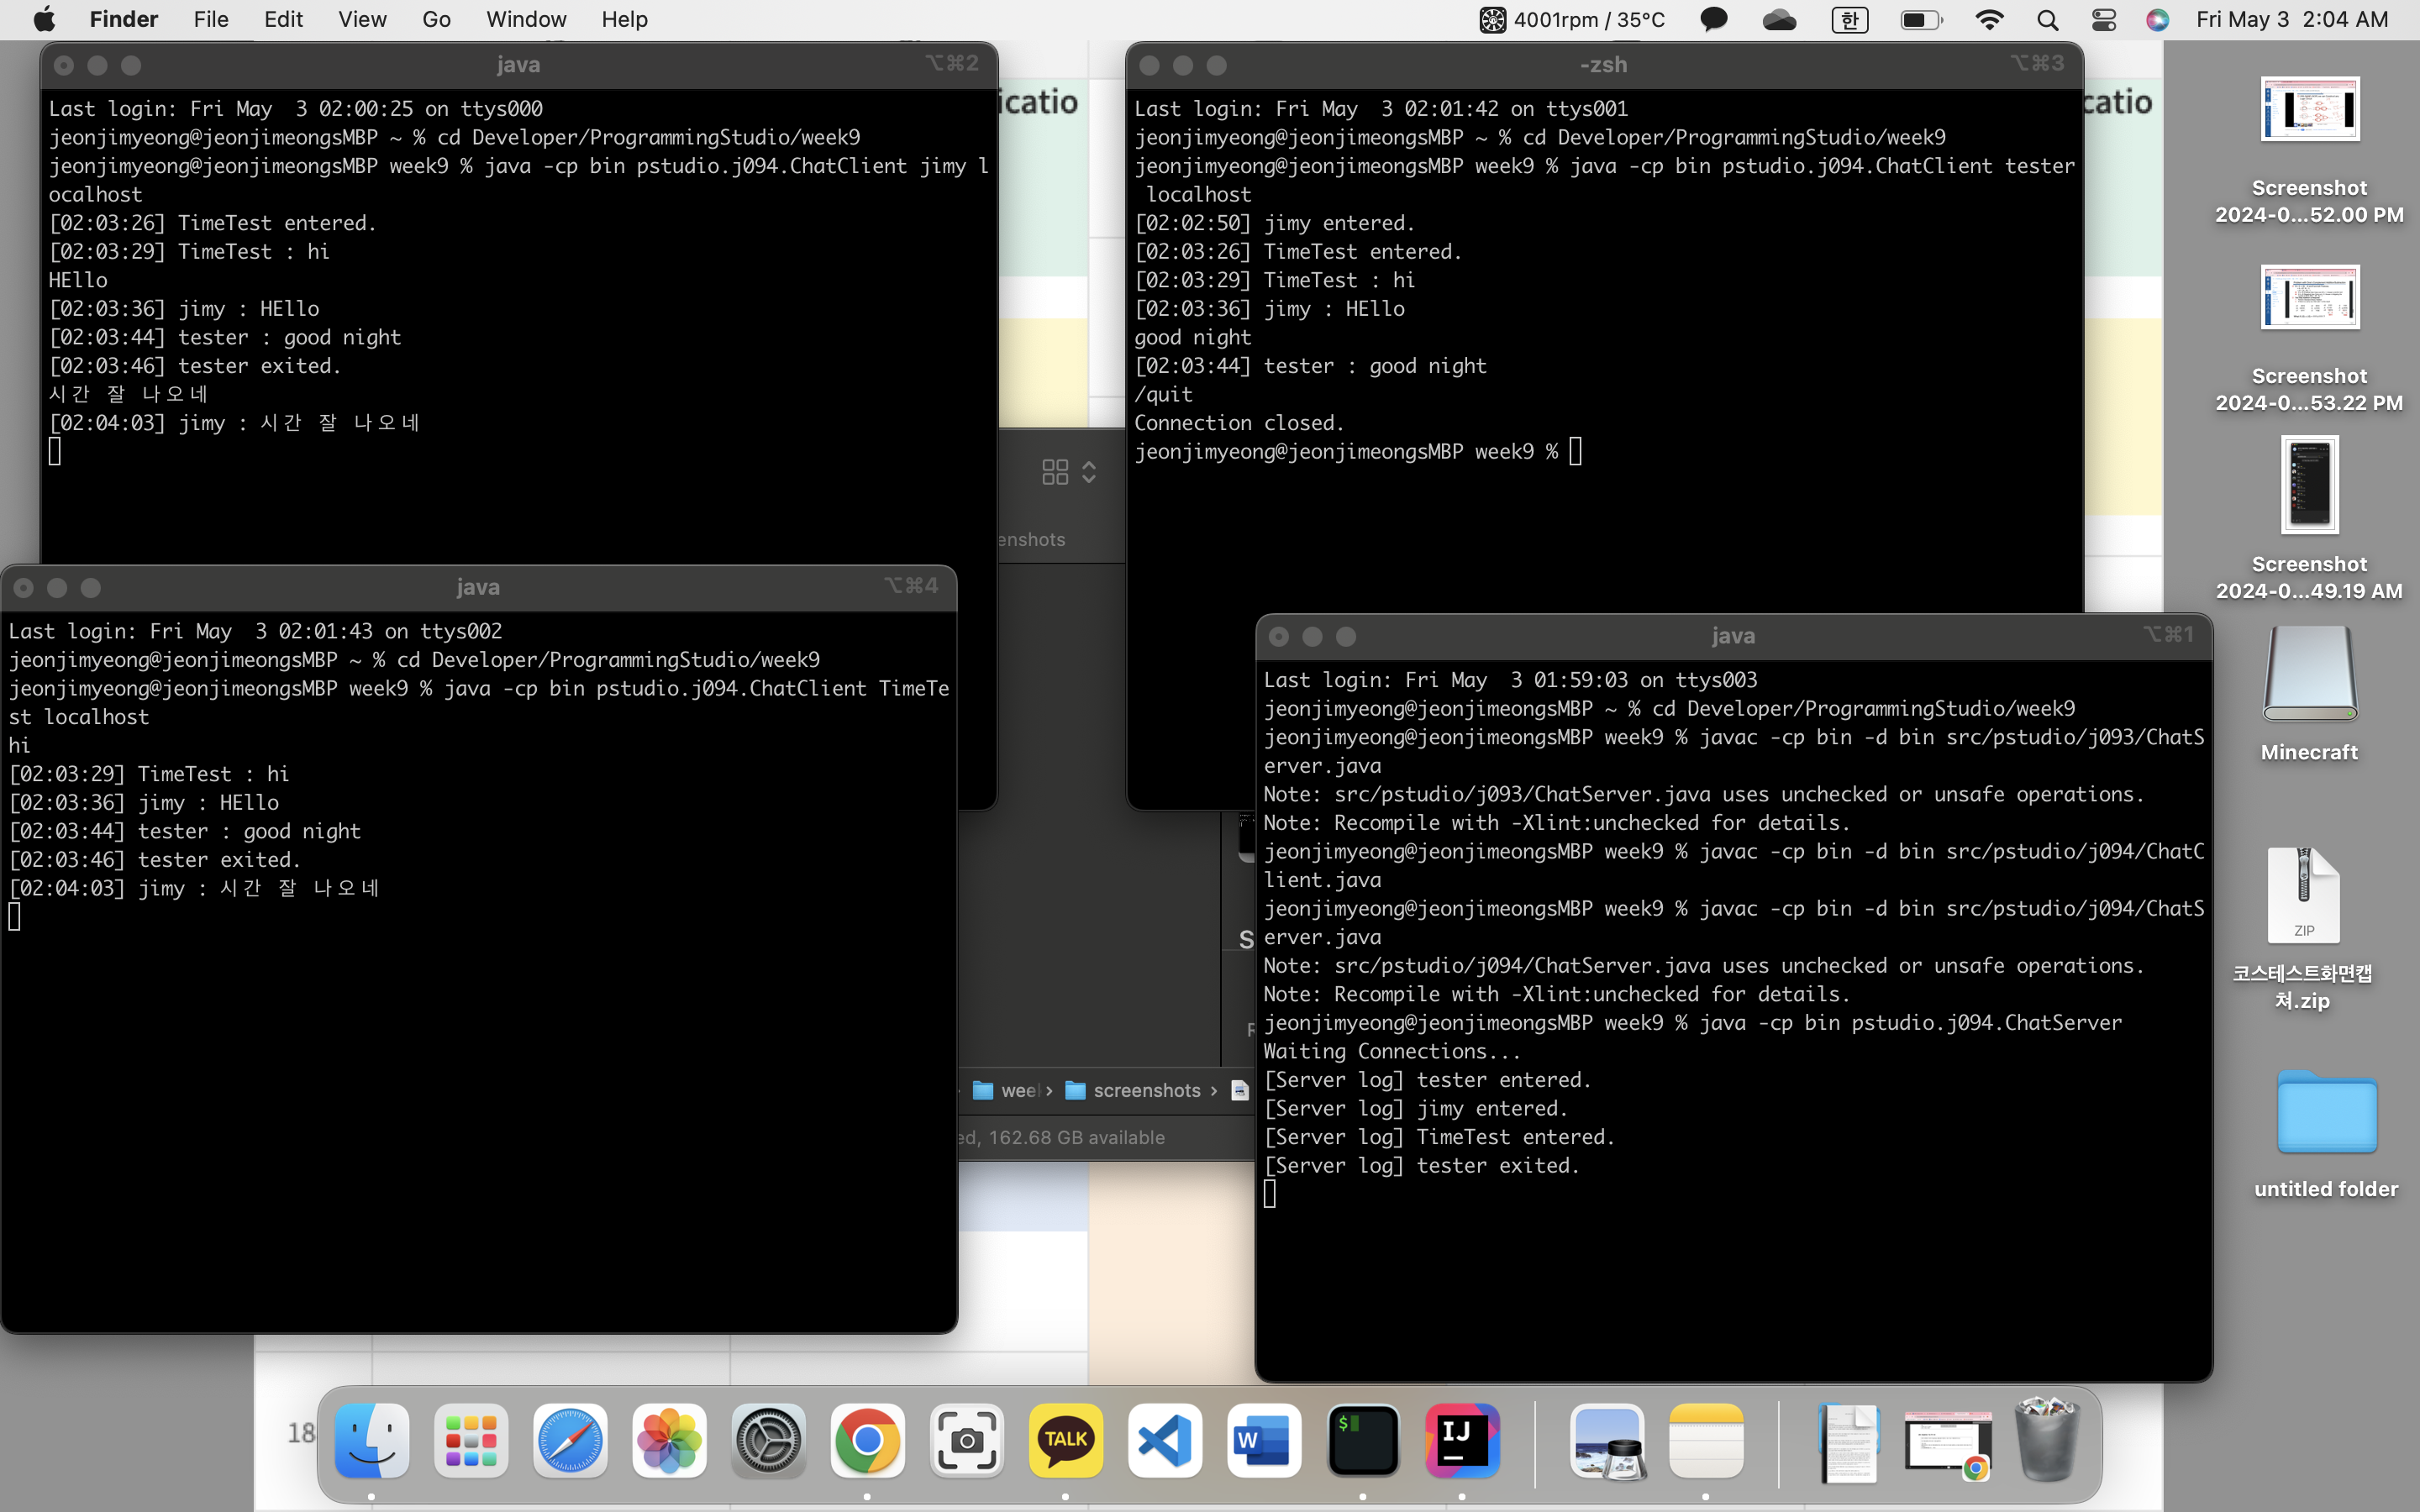 Finder File Edit View Go Window Help 4001rpm / 35°C 한 Fri May 3 2:04 AM
java ⌥⌘2
Last login: Fri May  3 02:00:25 on ttys000
jeonjimyeong@jeonjimeongsMBP ~ % cd Developer/ProgrammingStudio/week9
jeonjimyeong@jeonjimeongsMBP week9 % java -cp bin pstudio.j094.ChatClient jimy l
ocalhost
[02:03:26] TimeTest entered.
[02:03:29] TimeTest : hi
HEllo
[02:03:36] jimy : HEllo
[02:03:44] tester : good night
[02:03:46] tester exited.
시간 잘 나오네
[02:04:03] jimy : 시간 잘 나오네
icatio
-zsh ⌥⌘3
Last login: Fri May  3 02:01:42 on ttys001
jeonjimyeong@jeonjimeongsMBP ~ % cd Developer/ProgrammingStudio/week9
jeonjimyeong@jeonjimeongsMBP week9 % java -cp bin pstudio.j094.ChatClient tester
 localhost
[02:02:50] jimy entered.
[02:03:26] TimeTest entered.
[02:03:29] TimeTest : hi
[02:03:36] jimy : HEllo
good night
[02:03:44] tester : good night
/quit
Connection closed.
jeonjimyeong@jeonjimeongsMBP week9 %
catio
enshots
java ⌥⌘4
Last login: Fri May  3 02:01:43 on ttys002
jeonjimyeong@jeonjimeongsMBP ~ % cd Developer/ProgrammingStudio/week9
jeonjimyeong@jeonjimeongsMBP week9 % java -cp bin pstudio.j094.ChatClient TimeTe
st localhost
hi
[02:03:29] TimeTest : hi
[02:03:36] jimy : HEllo
[02:03:44] tester : good night
[02:03:46] tester exited.
[02:04:03] jimy : 시간 잘 나오네
java ⌥⌘1
Last login: Fri May  3 01:59:03 on ttys003
jeonjimyeong@jeonjimeongsMBP ~ % cd Developer/ProgrammingStudio/week9
jeonjimyeong@jeonjimeongsMBP week9 % javac -cp bin -d bin src/pstudio/j093/ChatS
erver.java
Note: src/pstudio/j093/ChatServer.java uses unchecked or unsafe operations.
Note: Recompile with -Xlint:unchecked for details.
jeonjimyeong@jeonjimeongsMBP week9 % javac -cp bin -d bin src/pstudio/j094/ChatC
lient.java
jeonjimyeong@jeonjimeongsMBP week9 % javac -cp bin -d bin src/pstudio/j094/ChatS
erver.java
Note: src/pstudio/j094/ChatServer.java uses unchecked or unsafe operations.
Note: Recompile with -Xlint:unchecked for details.
jeonjimyeong@jeonjimeongsMBP week9 % java -cp bin pstudio.j094.ChatServer
Waiting Connections...
[Server log] tester entered.
[Server log] jimy entered.
[Server log] TimeTest entered.
[Server log] tester exited.
S
wee › screenshots ›
ed, 162.68 GB available
Screenshot
2024-0...52.00 PM
Screenshot
2024-0...53.22 PM
Screenshot
2024-0...49.19 AM
Minecraft
ZIP
코스테스트화면캡
쳐.zip
untitled folder
18
TALK
W
$
IJ